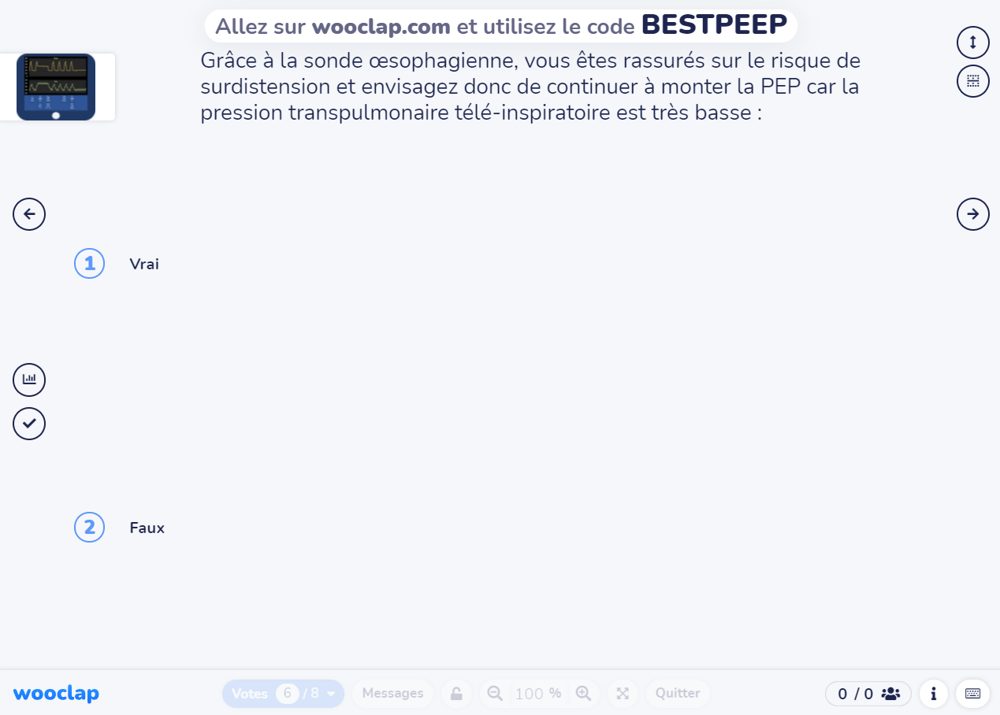 Allez sur wooclap.com et utilisez le code BESTPEEP
Grâce à la sonde œsophagienne, vous êtes rassurés sur le risque de
surdistension et envisagez donc de continuer à monter la PEP car la
pression transpulmonaire télé-inspiratoire est très basse :
1 Vrai
2 Faux
wooclap
Votes 6 / 8
Messages
100 %
Quitter
0 / 0